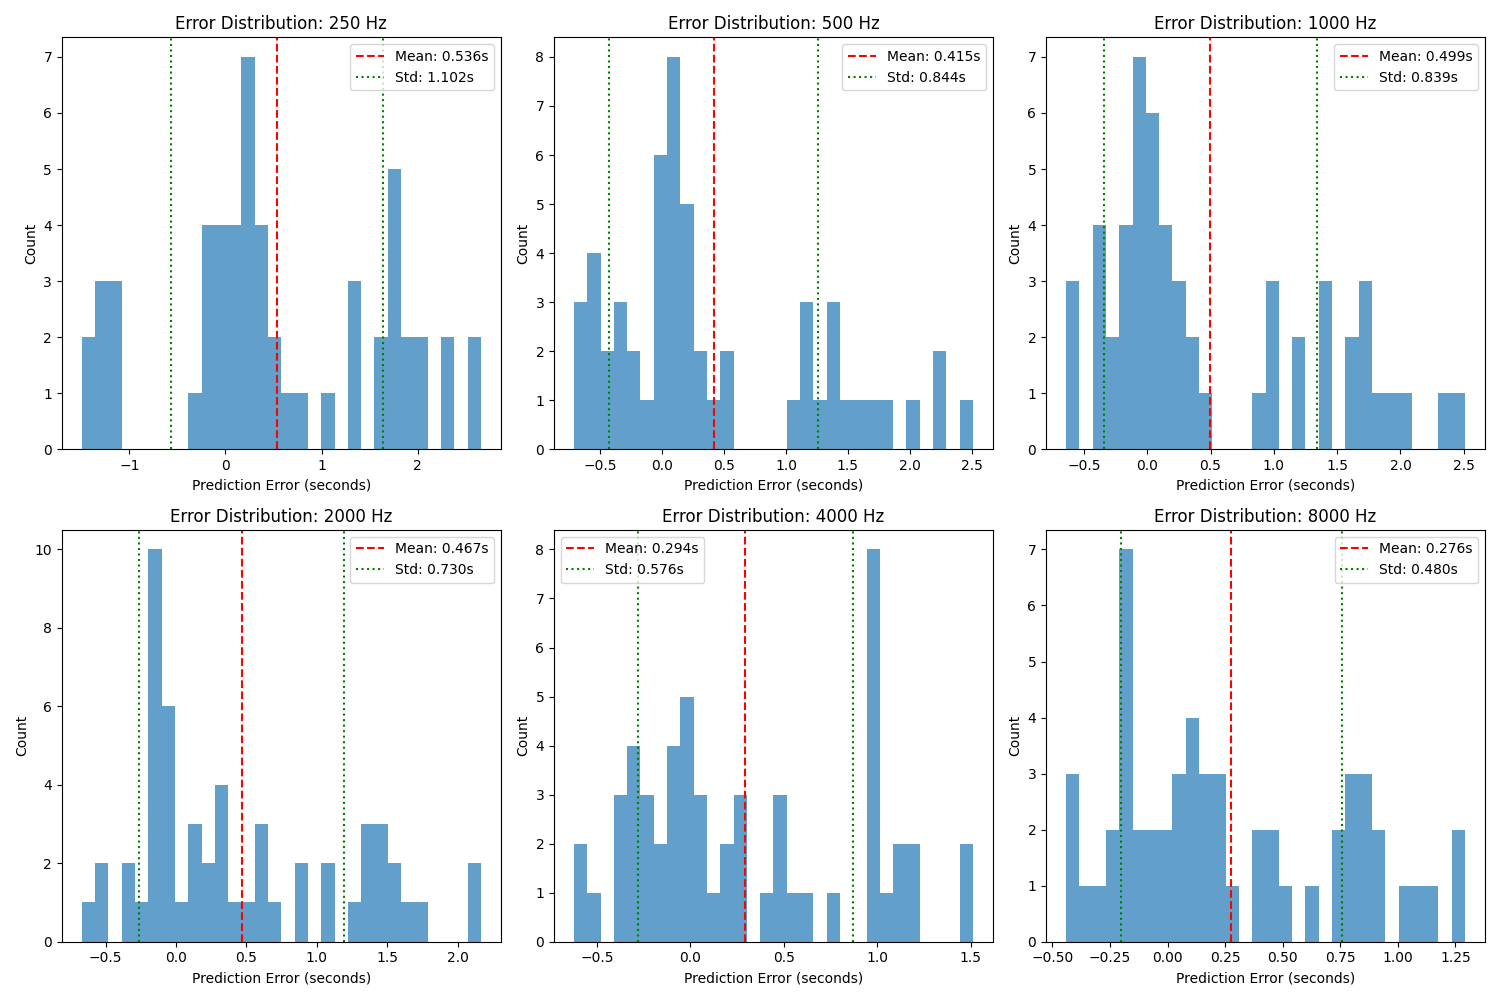 Error Distribution: 250 Hz
Mean: 0.536s
Std: 1.102s
Count
7
6
5
4
3
2
1
0
−1 0 1 2
Prediction Error (seconds)
Error Distribution: 500 Hz
Mean: 0.415s
Std: 0.844s
Count
8
7
6
5
4
3
2
1
0
−0.5 0.0 0.5 1.0 1.5 2.0 2.5
Prediction Error (seconds)
Error Distribution: 1000 Hz
Mean: 0.499s
Std: 0.839s
Count
7
6
5
4
3
2
1
0
−0.5 0.0 0.5 1.0 1.5 2.0 2.5
Prediction Error (seconds)
Error Distribution: 2000 Hz
Mean: 0.467s
Std: 0.730s
Count
10
8
6
4
2
0
−0.5 0.0 0.5 1.0 1.5 2.0
Prediction Error (seconds)
Error Distribution: 4000 Hz
Mean: 0.294s
Std: 0.576s
Count
8
7
6
5
4
3
2
1
0
−0.5 0.0 0.5 1.0 1.5
Prediction Error (seconds)
Error Distribution: 8000 Hz
Mean: 0.276s
Std: 0.480s
Count
7
6
5
4
3
2
1
0
−0.50 −0.25 0.00 0.25 0.50 0.75 1.00 1.25
Prediction Error (seconds)